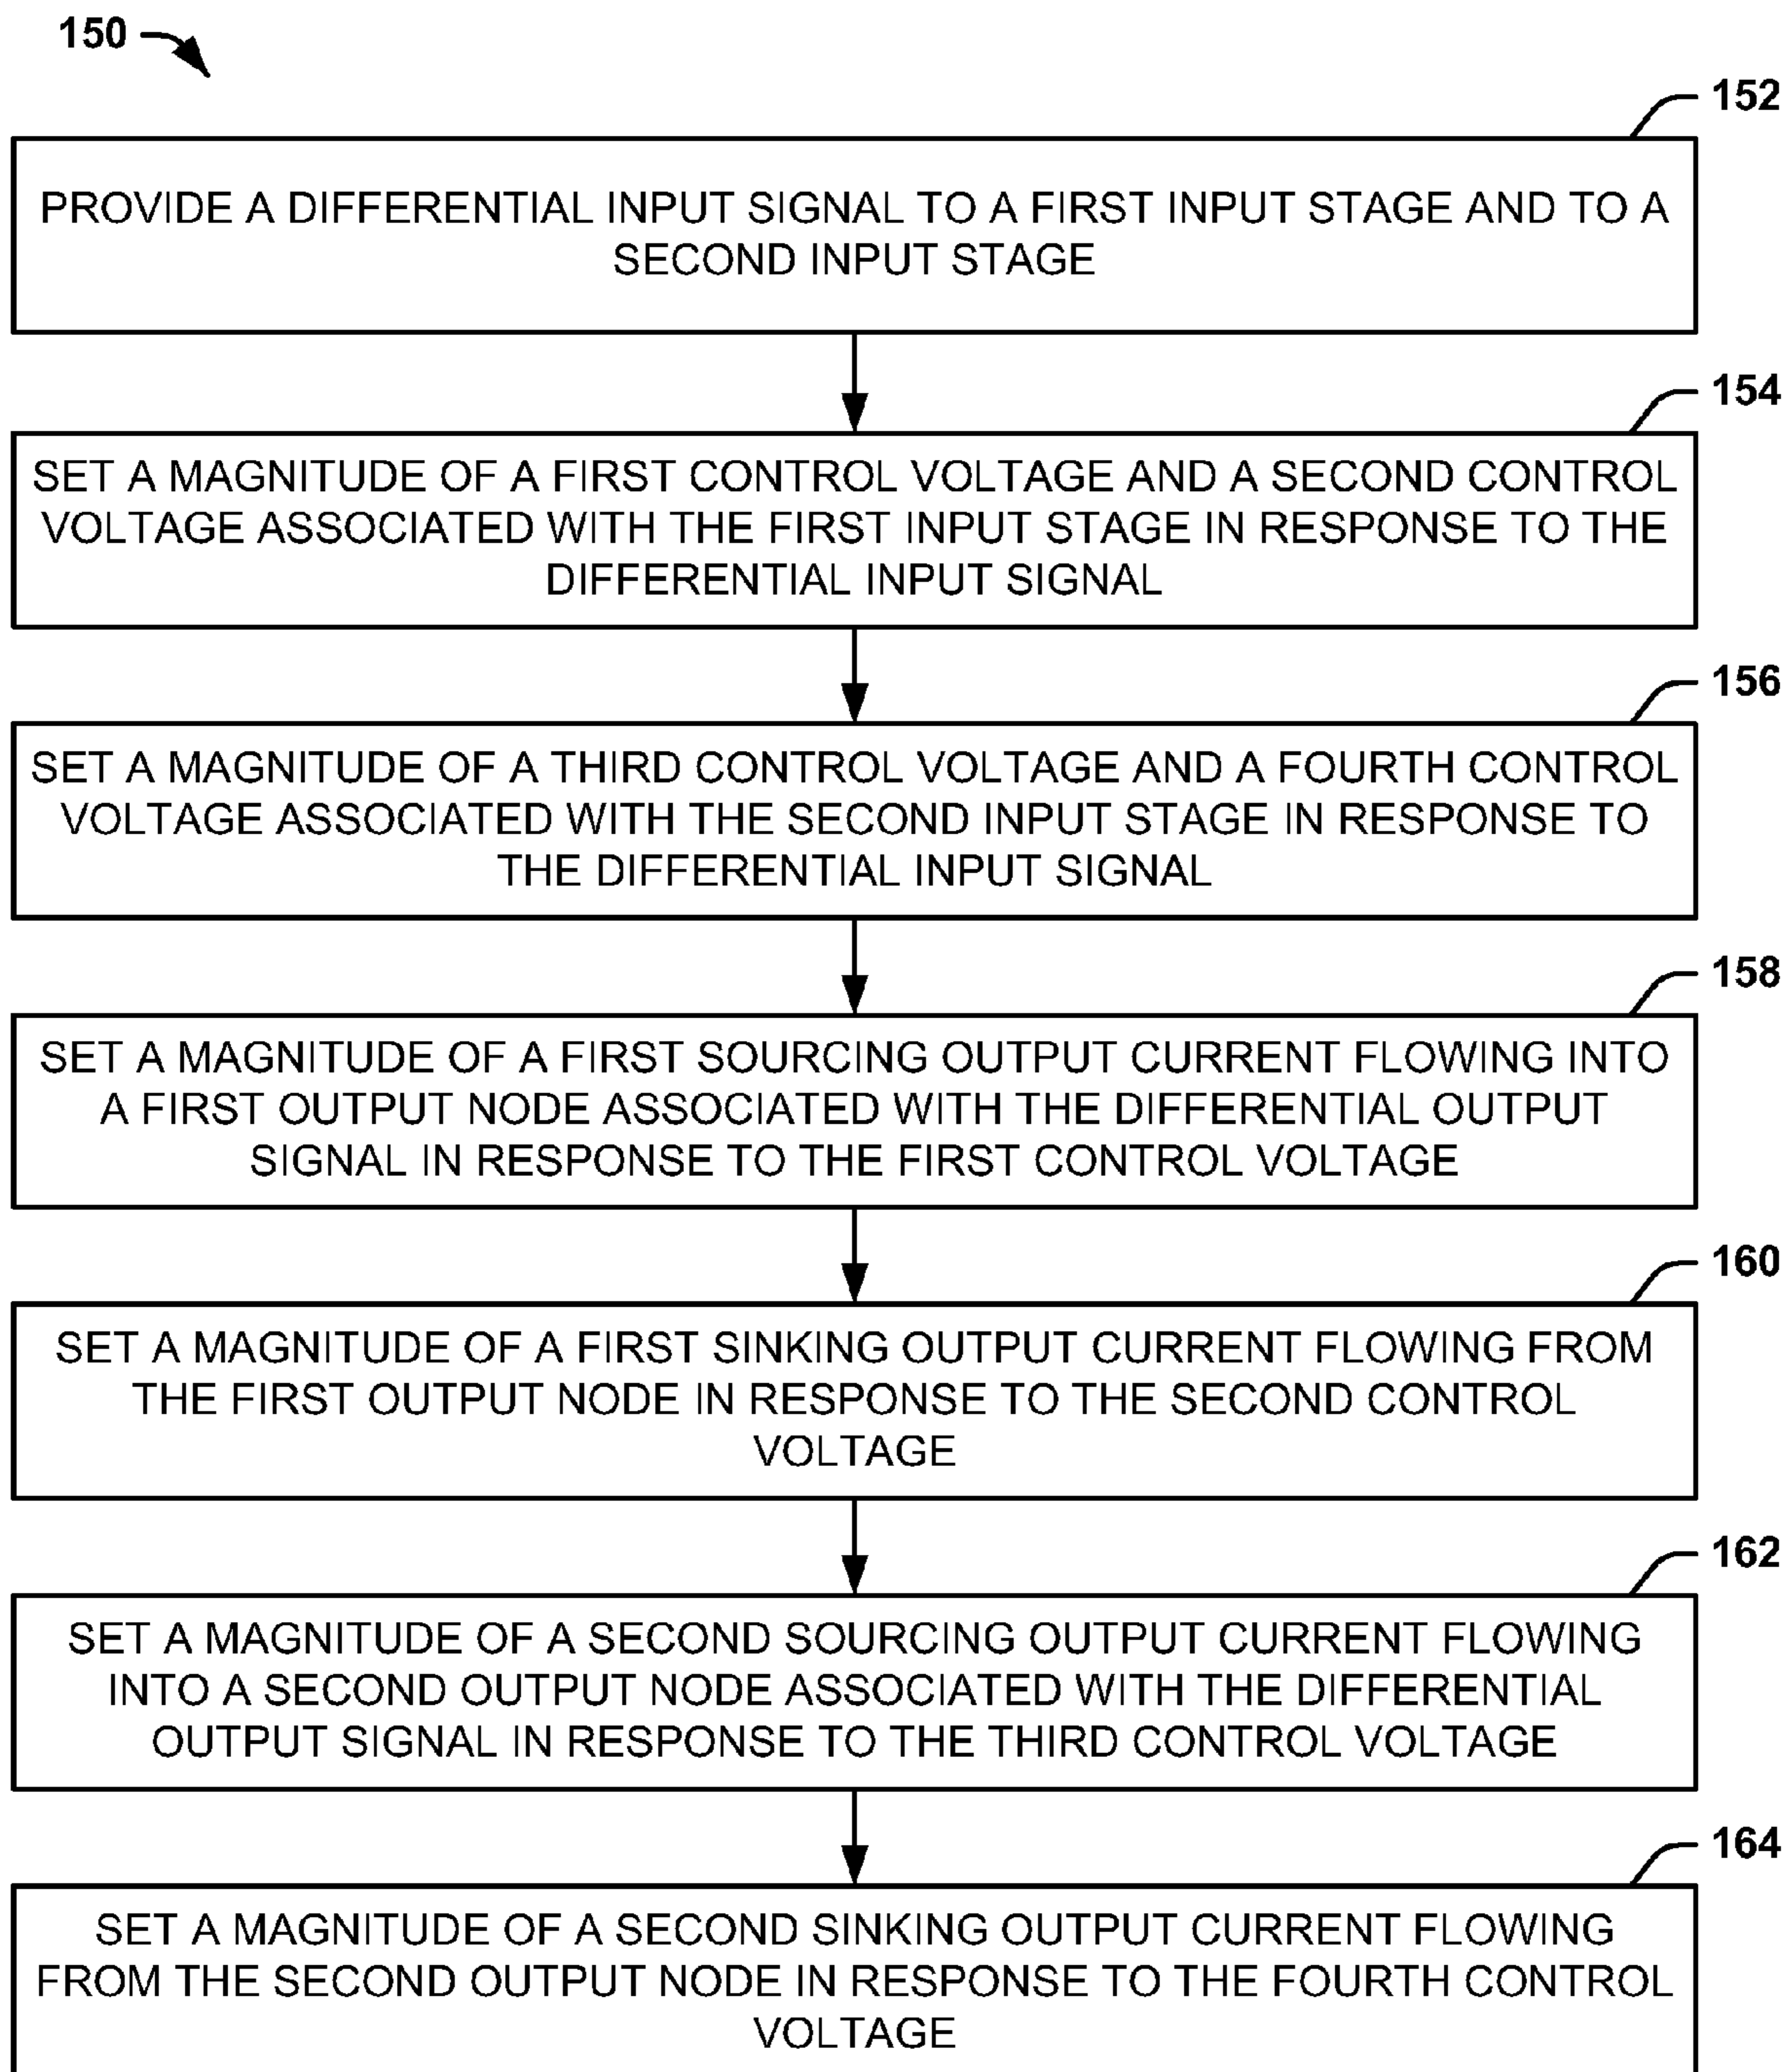 150
152
PROVIDE A DIFFERENTIAL INPUT SIGNAL TO A FIRST INPUT STAGE AND TO A
SECOND INPUT STAGE
154
SET A MAGNITUDE OF A FIRST CONTROL VOLTAGE AND A SECOND CONTROL
VOLTAGE ASSOCIATED WITH THE FIRST INPUT STAGE IN RESPONSE TO THE
DIFFERENTIAL INPUT SIGNAL
156
SET A MAGNITUDE OF A THIRD CONTROL VOLTAGE AND A FOURTH CONTROL
VOLTAGE ASSOCIATED WITH THE SECOND INPUT STAGE IN RESPONSE TO
THE DIFFERENTIAL INPUT SIGNAL
158
SET A MAGNITUDE OF A FIRST SOURCING OUTPUT CURRENT FLOWING INTO
A FIRST OUTPUT NODE ASSOCIATED WITH THE DIFFERENTIAL OUTPUT
SIGNAL IN RESPONSE TO THE FIRST CONTROL VOLTAGE
160
SET A MAGNITUDE OF A FIRST SINKING OUTPUT CURRENT FLOWING FROM
THE FIRST OUTPUT NODE IN RESPONSE TO THE SECOND CONTROL
VOLTAGE
162
SET A MAGNITUDE OF A SECOND SOURCING OUTPUT CURRENT FLOWING
INTO A SECOND OUTPUT NODE ASSOCIATED WITH THE DIFFERENTIAL
OUTPUT SIGNAL IN RESPONSE TO THE THIRD CONTROL VOLTAGE
164
SET A MAGNITUDE OF A SECOND SINKING OUTPUT CURRENT FLOWING
FROM THE SECOND OUTPUT NODE IN RESPONSE TO THE FOURTH CONTROL
VOLTAGE